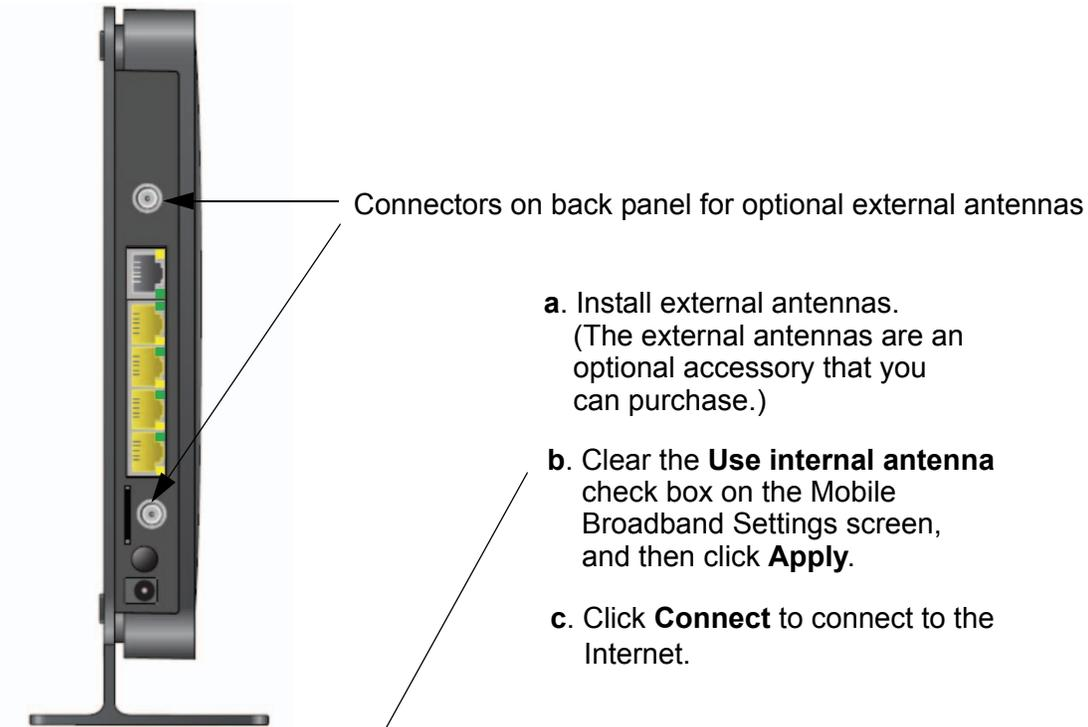 Connectors on back panel for optional external antennas
a. Install external antennas.
(The external antennas are an
optional accessory that you
can purchase.)
b. Clear the Use internal antenna
check box on the Mobile
Broadband Settings screen,
and then click Apply.
c. Click Connect to connect to the
Internet.